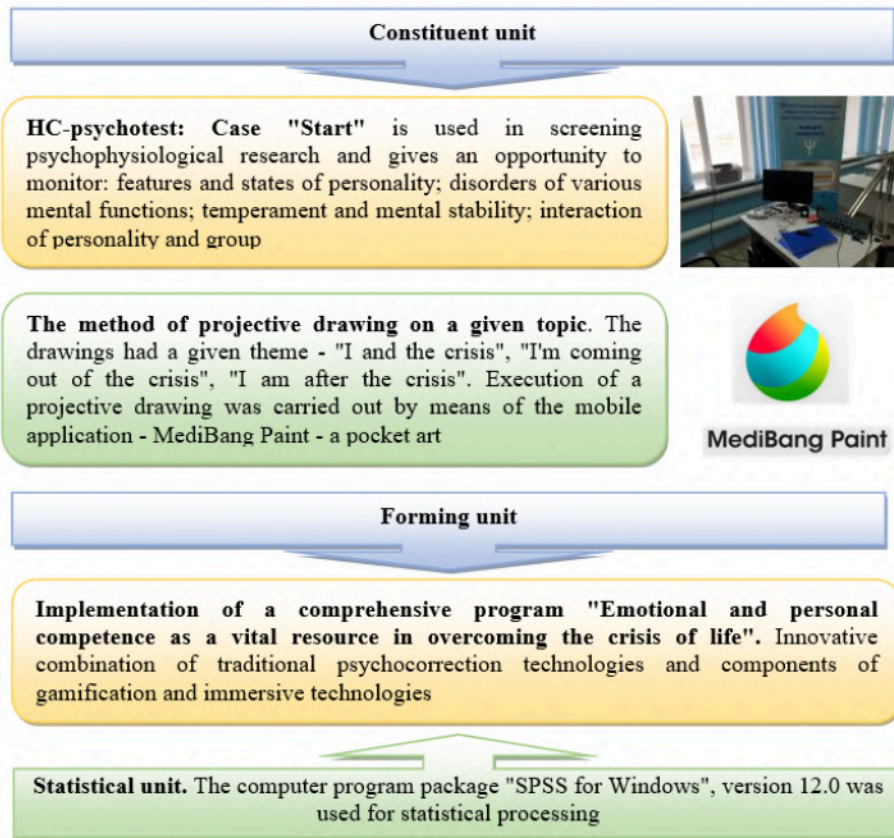 Constituent unit
HC-psychotest: Case "Start" is used in screening
psychophysiological research and gives an opportunity to
monitor: features and states of personality; disorders of various
mental functions; temperament and mental stability; interaction
of personality and group
The method of projective drawing on a given topic. The
drawings had a given theme - "I and the crisis", "I'm coming
out of the crisis", "I am after the crisis". Execution of a
projective drawing was carried out by means of the mobile
application - MediBang Paint - a pocket art
MediBang Paint
Forming unit
Implementation of a comprehensive program "Emotional and personal
competence as a vital resource in overcoming the crisis of life". Innovative
combination of traditional psychocorrection technologies and components of
gamification and immersive technologies
Statistical unit. The computer program package "SPSS for Windows", version 12.0 was
used for statistical processing